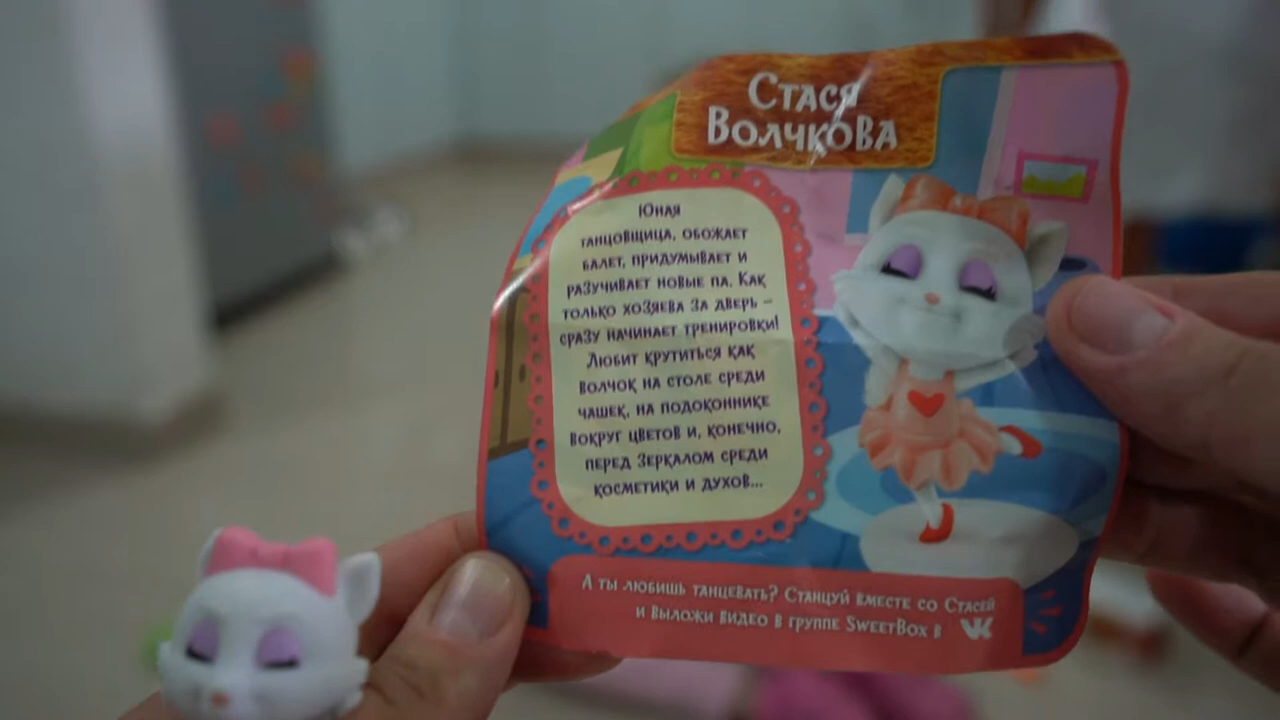 Стася
Волчкова
Юная
танцовщица, обожает
балет, придумывает и
разучивает новые па. Как
только хозяева за дверь –
сразу начинает тренировки!
Любит крутиться как
волчок на столе среди
чашек, на подоконнике
вокруг цветов и, конечно,
перед зеркалом среди
косметики и духов...
А ты любишь танцевать? Станцуй вместе со Стасей
и выложи видео в группе SweetBox в